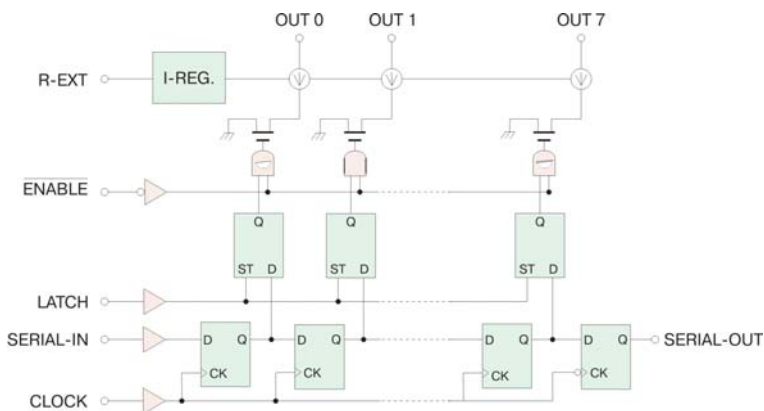 OUT 0 OUT 1 OUT 7
R-EXT I-REG.
ENABLE
Q Q Q
ST D ST D ST D
LATCH
SERIAL-IN D Q D Q D Q D Q SERIAL-OUT
CK CK CK CK
CLOCK